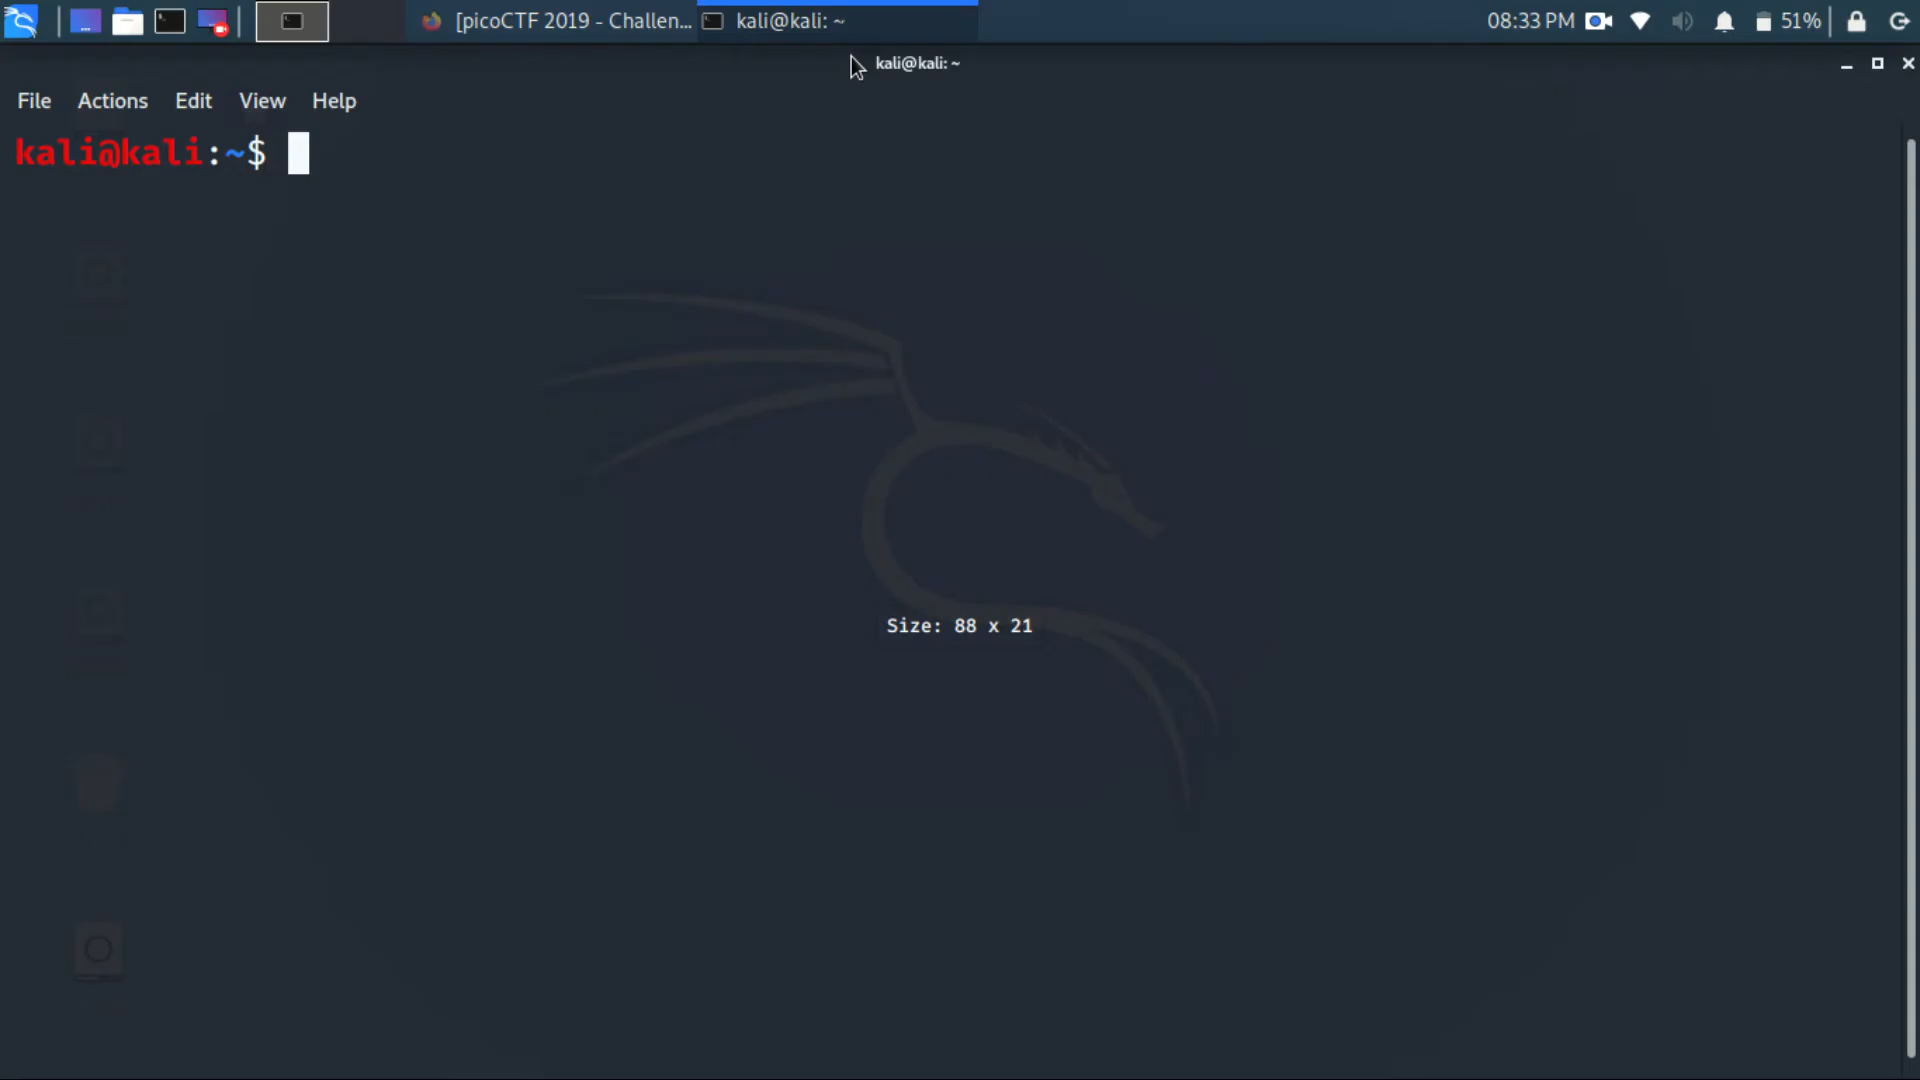 [picoCTF 2019 - Challen...
kali@kali: ~
08:33 PM
51%
kali@kali: ~
File Actions Edit View Help
kali@kali:~$
Size: 88 x 21